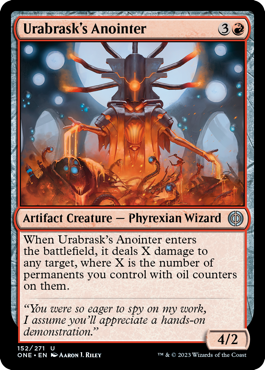 Urabrask's Anointer 3
Artifact Creature — Phyrexian Wizard
When Urabrask's Anointer enters
the battlefield, it deals X damage to
any target, where X is the number of
permanents you control with oil counters
on them.
"You were so eager to spy on my work,
I assume you'll appreciate a hands-on
demonstration."
4/2
152/271 U
ONE • EN Aaron J. Riley ™ & © 2023 Wizards of the Coast